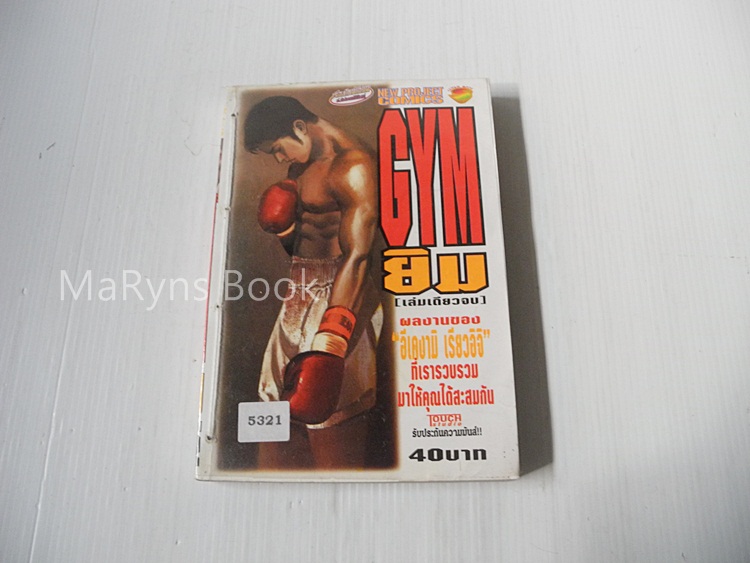 NEW PROJECT
COMICS
GYM
ยิม
[เล่มเดียวจบ]
ผลงานของ
"อิเคงามิ เรียวอิจิ"
ที่เรารวบรวม
มาให้คุณได้สะสมกัน
TOUCH
studio
รับประกันความมันส์!!
40บาท
5321
MaRyns Book